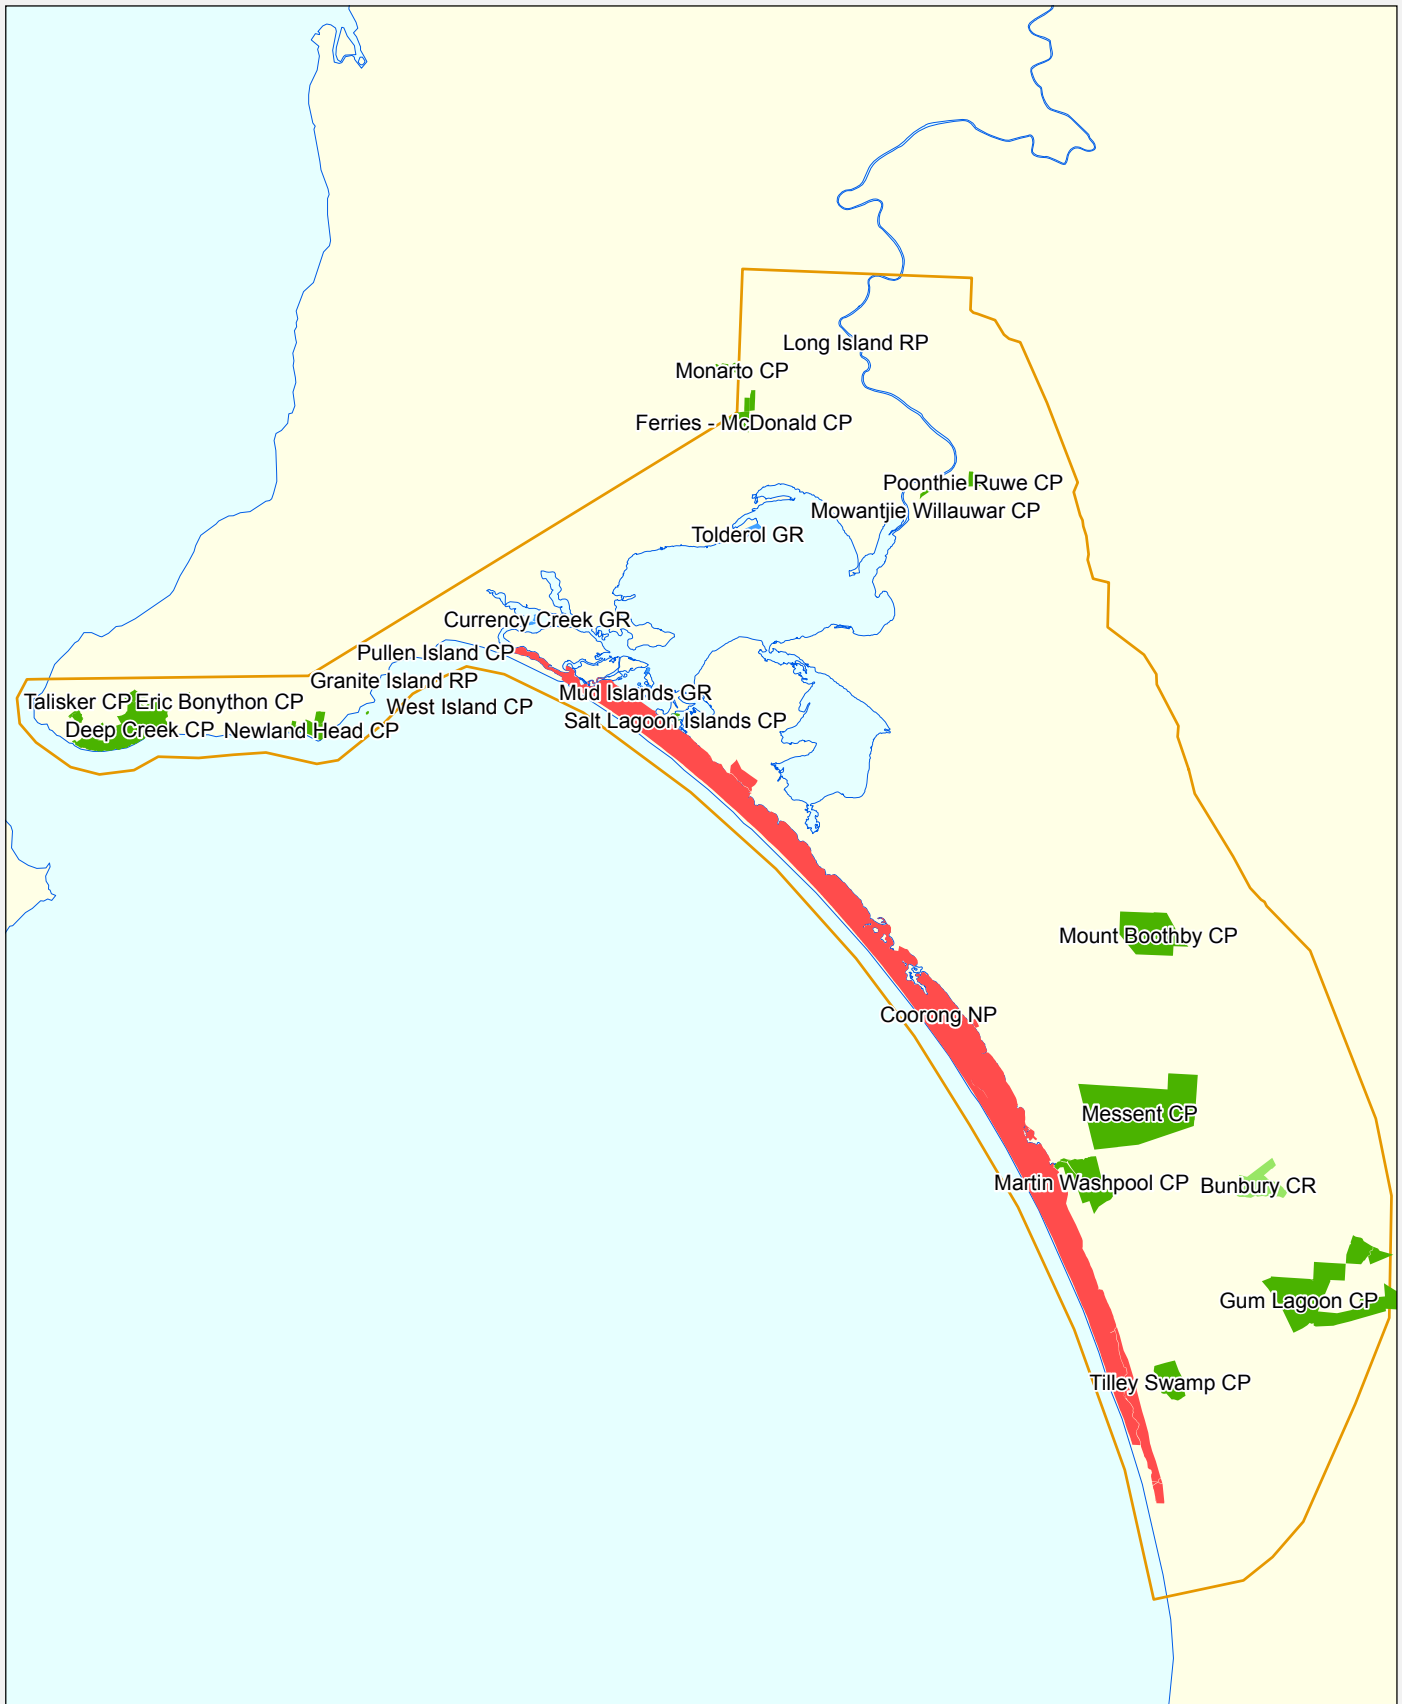 Long Island RP
Monarto CP
Ferries - McDonald CP
Poonthie Ruwe CP
Mowantjie Willauwar CP
Tolderol GR
Currency Creek GR
Pullen Island CP
Granite Island RP
Mud Islands GR
Talisker CP Eric Bonython CP
West Island CP
Salt Lagoon Islands CP
Deep Creek CP Newland Head CP
Mount Boothby CP
Coorong NP
Messent CP
Martin Washpool CP
Bunbury CR
Gum Lagoon CP
Tilley Swamp CP